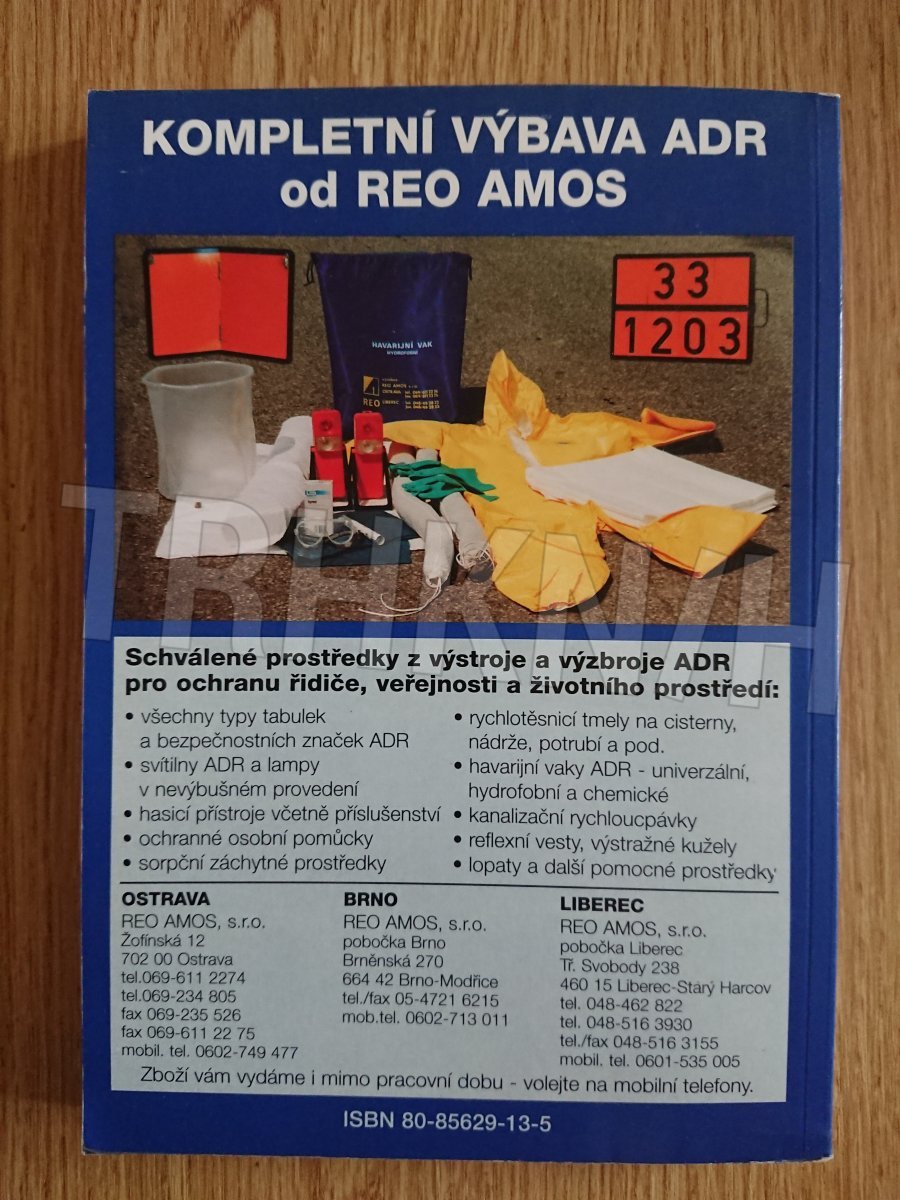 KOMPLETNÍ VÝBAVA ADR
od REO AMOS
33
1203
HAVARIJNÍ VAK
HYDROFOBNÍ
REO AMOS s.r.o.
OSTRAVA
REO LIBEREC
TRHKNIH
Schválené prostředky z výstroje a výzbroje ADR
pro ochranu řidiče, veřejnosti a životního prostředí:
• všechny typy tabulek
a bezpečnostních značek ADR
• svítilny ADR a lampy
v nevýbušném provedení
• hasicí přístroje včetně příslušenství
• ochranné osobní pomůcky
• sorpční záchytné prostředky
• rychlotěsnicí tmely na cisterny,
nádrže, potrubí a pod.
• havarijní vaky ADR - univerzální,
hydrofobní a chemické
• kanalizační rychloucpávky
• reflexní vesty, výstražné kužely
• lopaty a další pomocné prostředky
OSTRAVA
REO AMOS, s.r.o.
Žofínská 12
702 00 Ostrava
tel.069-611 2274
tel.069-234 805
fax 069-235 526
fax 069-611 22 75
mobil. tel. 0602-749 477
BRNO
REO AMOS, s.r.o.
pobočka Brno
Brněnská 270
664 42 Brno-Modřice
tel./fax 05-4721 6215
mob.tel. 0602-713 011
LIBEREC
REO AMOS, s.r.o.
pobočka Liberec
Tř. Svobody 238
460 15 Liberec-Starý Harcov
tel. 048-462 822
tel. 048-516 3930
tel./fax 048-516 3155
mobil. tel. 0601-535 005
Zboží vám vydáme i mimo pracovní dobu - volejte na mobilní telefony.
ISBN 80-85629-13-5